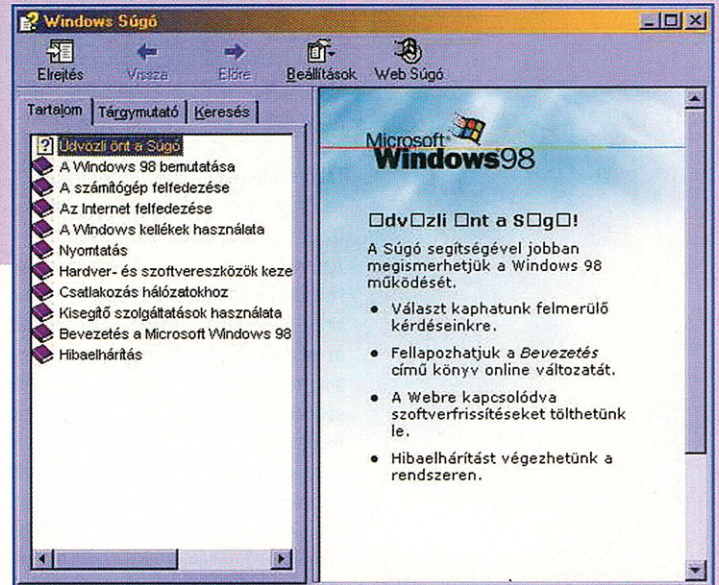 Windows Súgó
Elrejtés Vissza Előre Beállítások Web Súgó
Tartalom Tárgymutató Keresés
Üdvözli önt a Súgó
A Windows 98 bemutatása
A számítógép felfedezése
Az Internet felfedezése
A Windows kellékek használata
Nyomtatás
Hardver- és szoftvereszközök keze
Csatlakozás hálózatokhoz
Kisegítő szolgáltatások használata
Bevezetés a Microsoft Windows 98
Hibaelhárítás
Microsoft
Windows98
□dv□zli □nt a S□g□!
A Súgó segítségével jobban
megismerhetjük a Windows 98
működését.
• Választ kaphatunk felmerülő
kérdéseinkre.
• Fellapozhatjuk a Bevezetés
című könyv online változatát.
• A Webre kapcsolódva
szoftverfrissítéseket tölthetünk
le.
• Hibaelhárítást végezhetünk a
rendszeren.